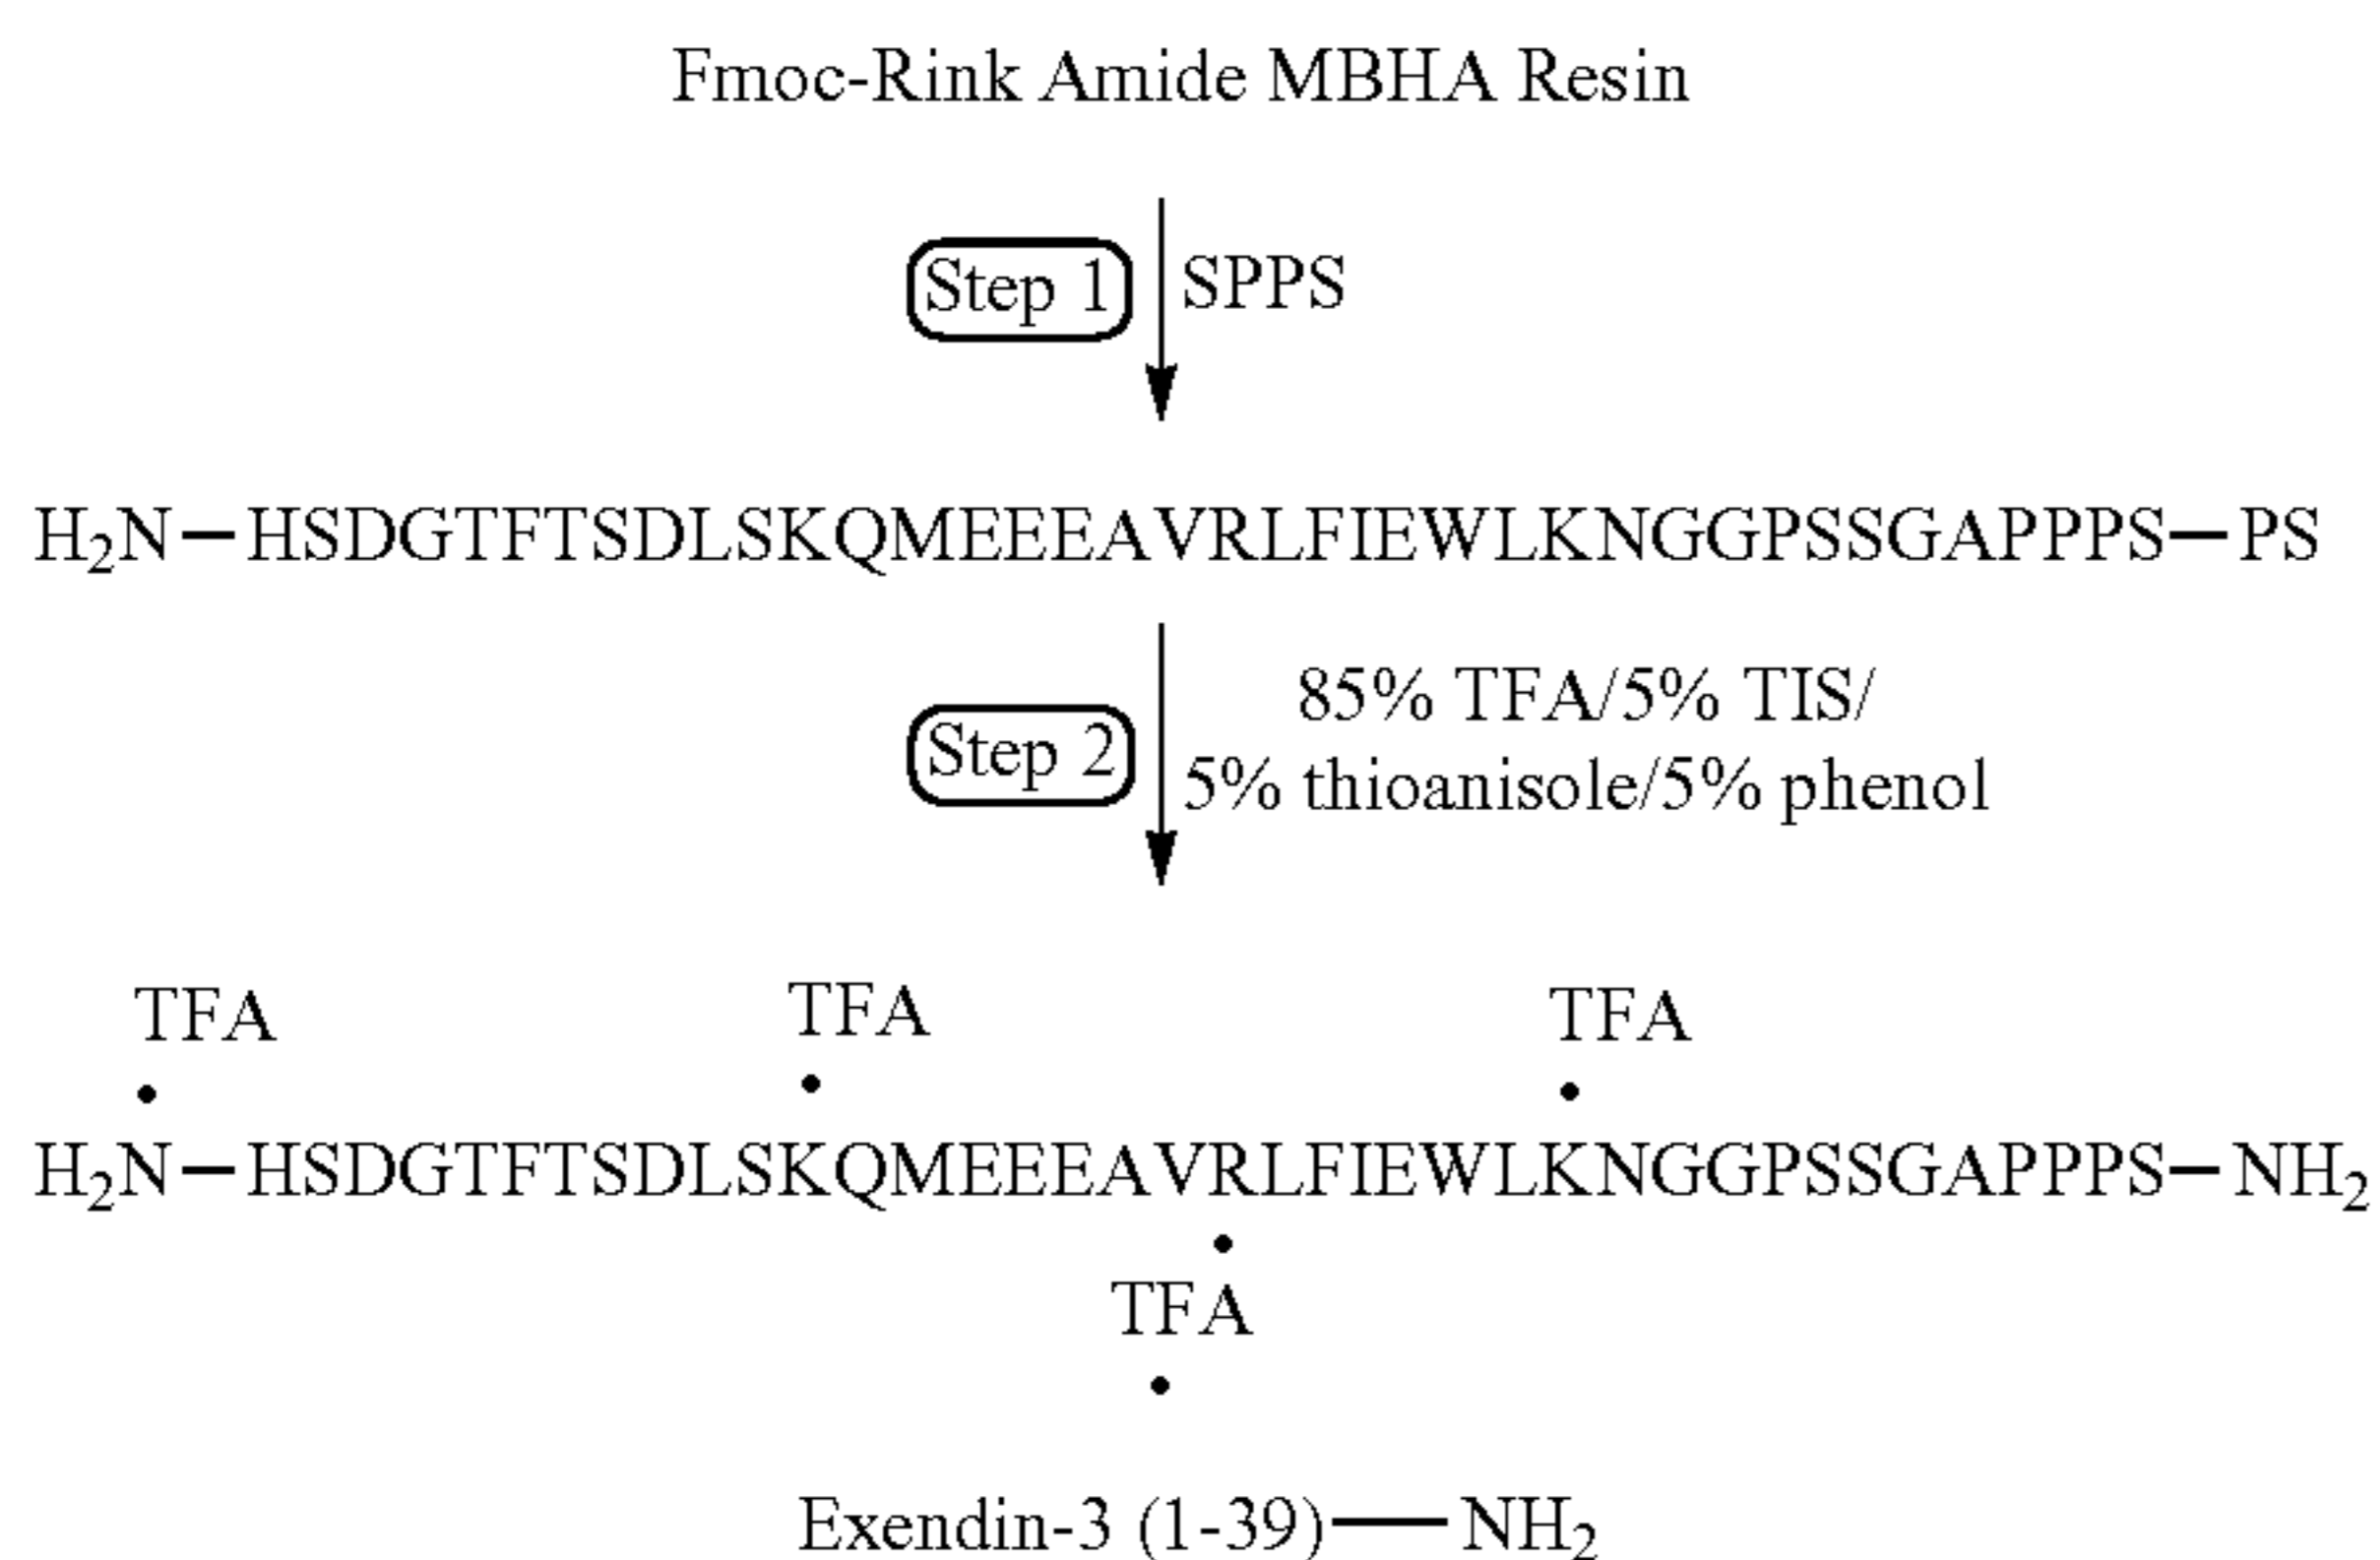 Fmoc-Rink Amide MBHA Resin
Step 1 SPPS
H₂N—HSDGTFTSDLSKQMEEEAVRLFIEWLKNGGPSSGAPPPS—PS
Step 2 85% TFA/5% TIS/
5% thioanisole/5% phenol
TFA TFA TFA
• • •
H₂N—HSDGTFTSDLSKQMEEEAVRLFIEWLKNGGPSSGAPPPS—NH₂
•
TFA
•
Exendin-3 (1-39)—NH₂